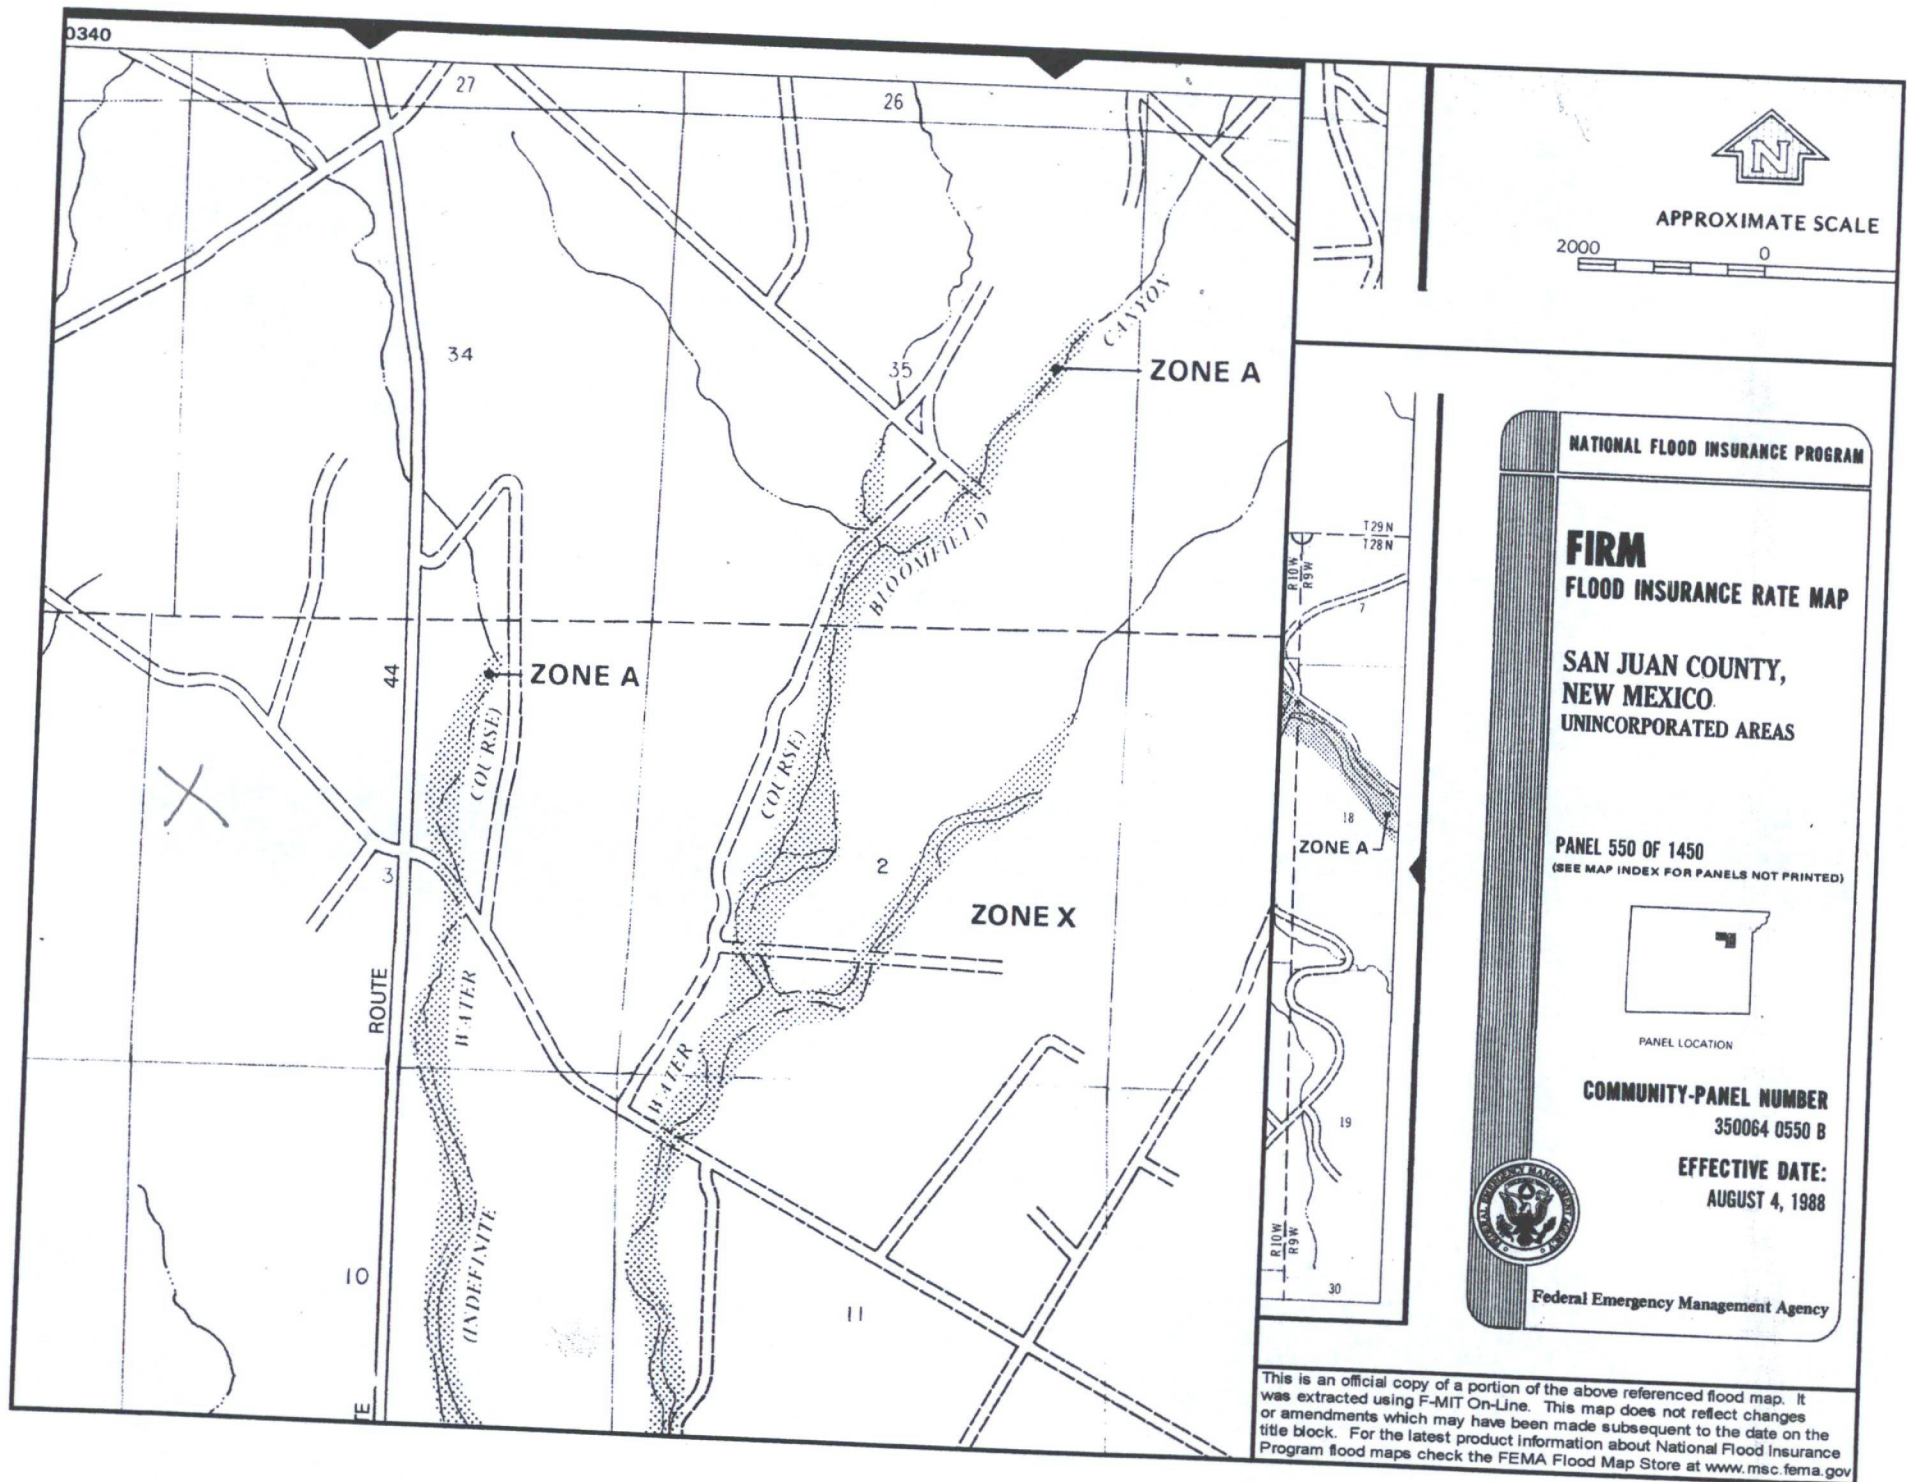 0340
27
26
34
35
CANYON
ZONE A
BLOOMFIELD
44
ZONE A
COURSE)
COURSE)
3
2
ZONE X
ROUTE
WATER
WATER
10
(INDEFINITE
11
TE
T29N
T28N
R10W
R9W
7
18
ZONE A
19
R10W
R9W
30
N
APPROXIMATE SCALE
2000 0
NATIONAL FLOOD INSURANCE PROGRAM
FIRM
FLOOD INSURANCE RATE MAP
SAN JUAN COUNTY,
NEW MEXICO
UNINCORPORATED AREAS
PANEL 550 OF 1450
(SEE MAP INDEX FOR PANELS NOT PRINTED)
PANEL LOCATION
COMMUNITY-PANEL NUMBER
350064 0550 B
EFFECTIVE DATE:
AUGUST 4, 1988
FEDERAL EMERGENCY MANAGEMENT AGENCY
Federal Emergency Management Agency
This is an official copy of a portion of the above referenced flood map. It
was extracted using F-MIT On-Line. This map does not reflect changes
or amendments which may have been made subsequent to the date on the
title block. For the latest product information about National Flood Insurance
Program flood maps check the FEMA Flood Map Store at www.msc.fema.gov